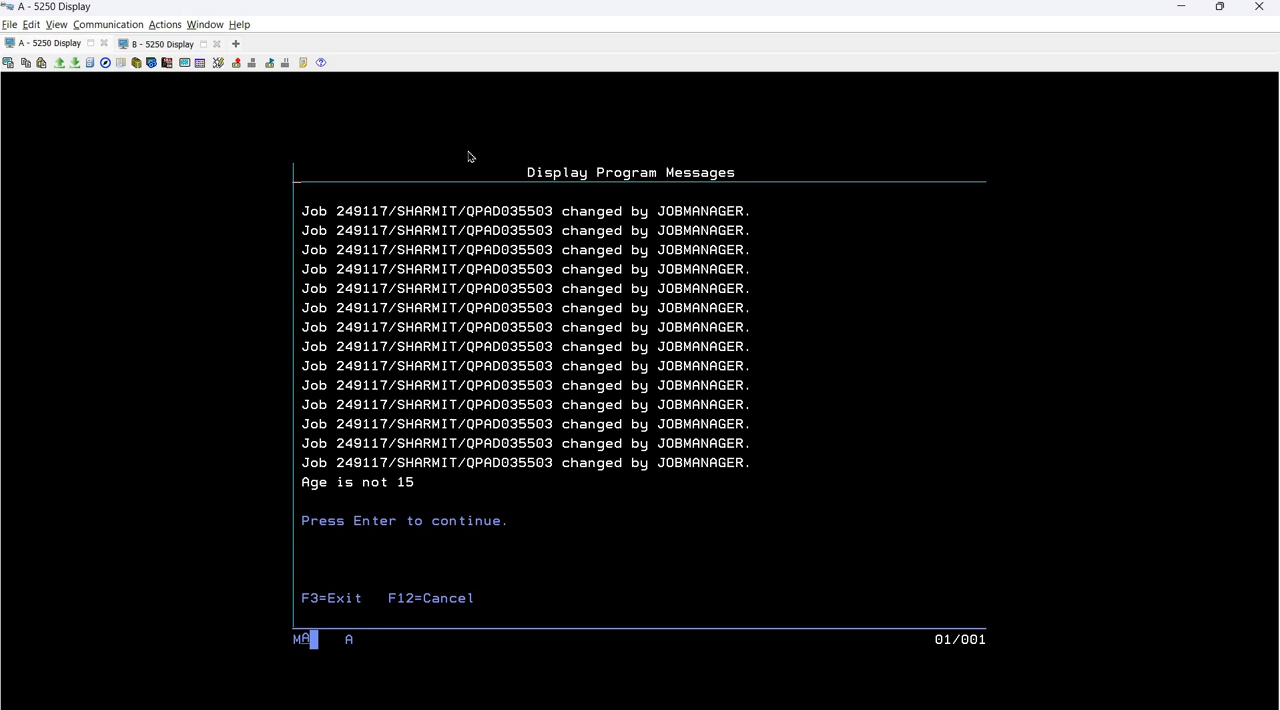 A - 5250 Display
File Edit View Communication Actions Window Help
A - 5250 Display B - 5250 Display
Display Program Messages
Job 249117/SHARMIT/QPAD035503 changed by JOBMANAGER.
Job 249117/SHARMIT/QPAD035503 changed by JOBMANAGER.
Job 249117/SHARMIT/QPAD035503 changed by JOBMANAGER.
Job 249117/SHARMIT/QPAD035503 changed by JOBMANAGER.
Job 249117/SHARMIT/QPAD035503 changed by JOBMANAGER.
Job 249117/SHARMIT/QPAD035503 changed by JOBMANAGER.
Job 249117/SHARMIT/QPAD035503 changed by JOBMANAGER.
Job 249117/SHARMIT/QPAD035503 changed by JOBMANAGER.
Job 249117/SHARMIT/QPAD035503 changed by JOBMANAGER.
Job 249117/SHARMIT/QPAD035503 changed by JOBMANAGER.
Job 249117/SHARMIT/QPAD035503 changed by JOBMANAGER.
Job 249117/SHARMIT/QPAD035503 changed by JOBMANAGER.
Job 249117/SHARMIT/QPAD035503 changed by JOBMANAGER.
Job 249117/SHARMIT/QPAD035503 changed by JOBMANAGER.
Age is not 15
Press Enter to continue.
F3=Exit F12=Cancel
MA A 01/001